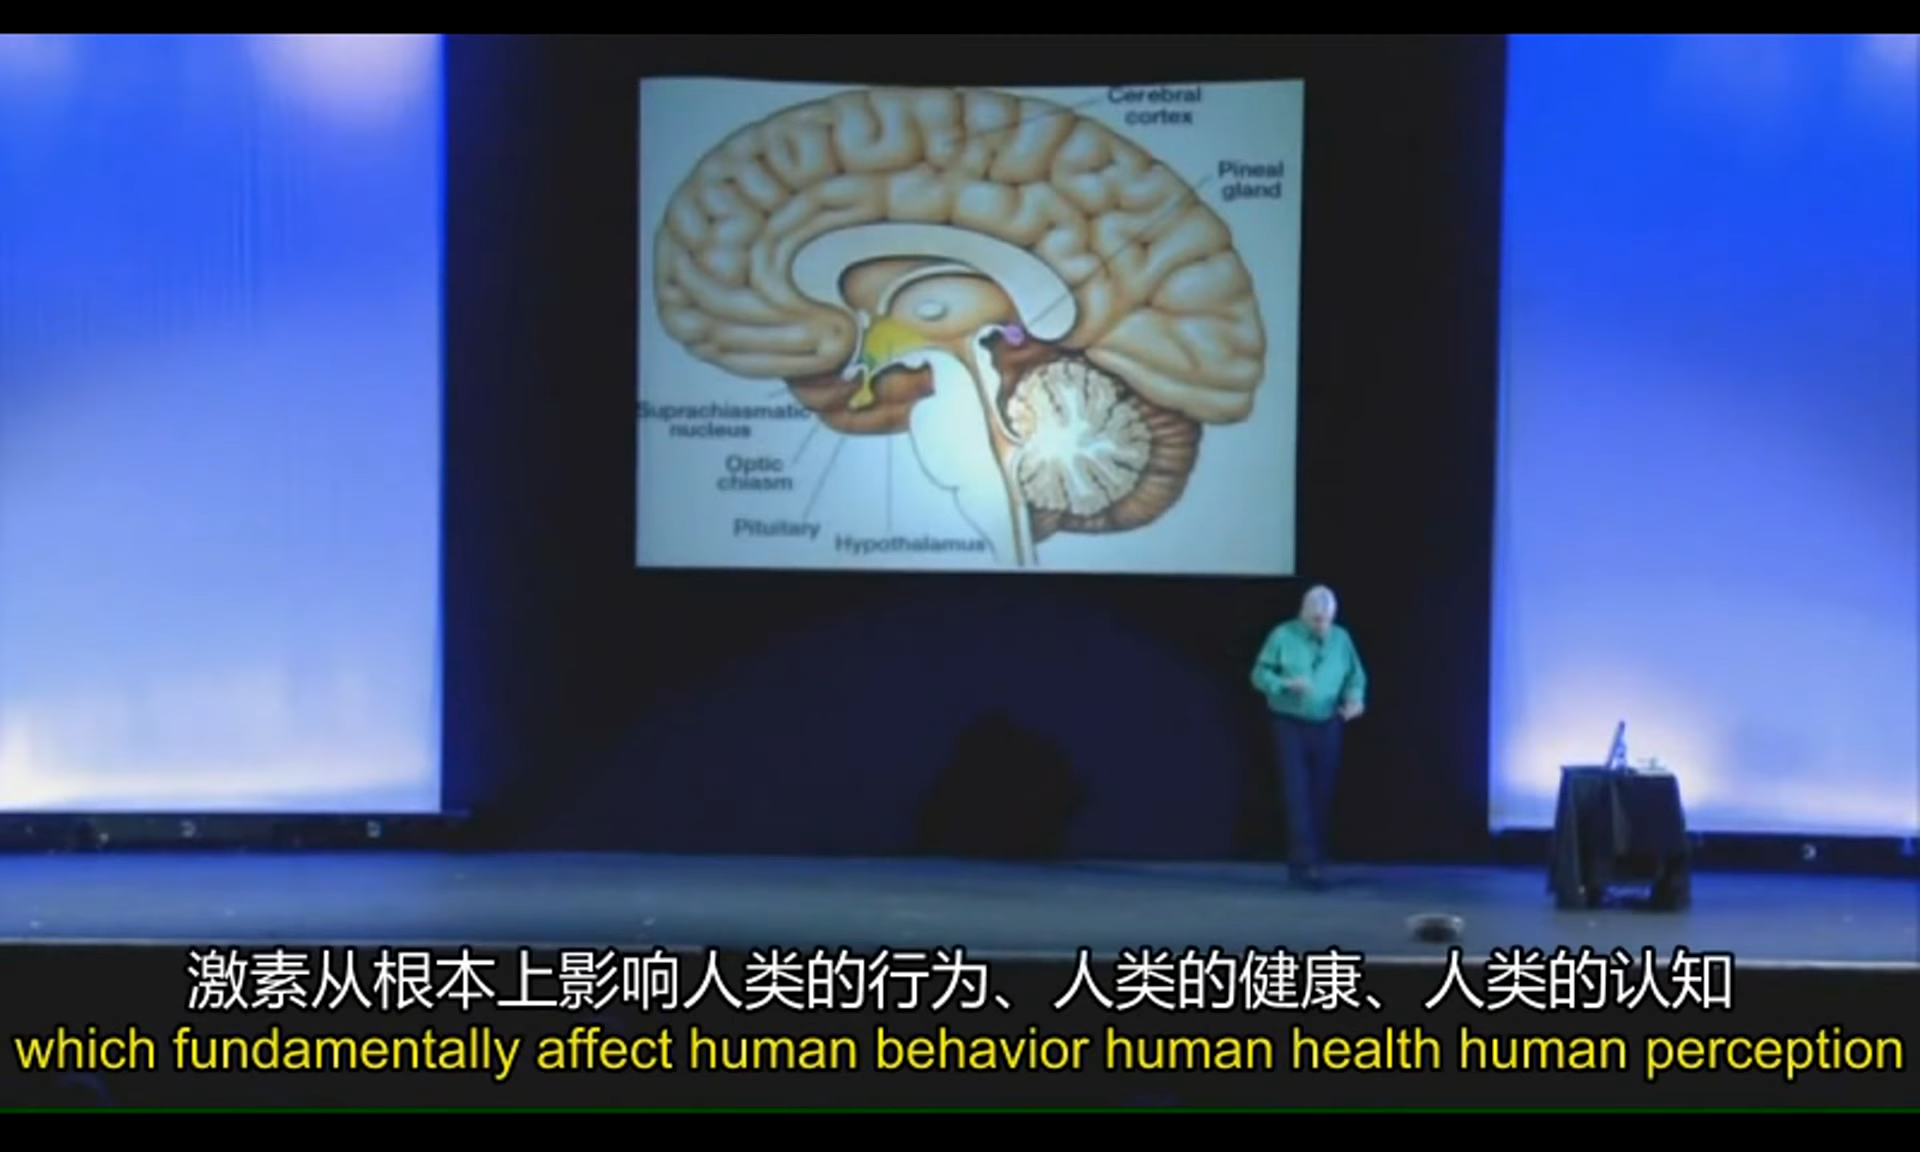 Cerebral
cortex
Pineal
gland
Suprachiasmatic
nucleus
Optic
chiasm
Pituitary
Hypothalamus
激素从根本上影响人类的行为、人类的健康、人类的认知
which fundamentally affect human behavior human health human perception